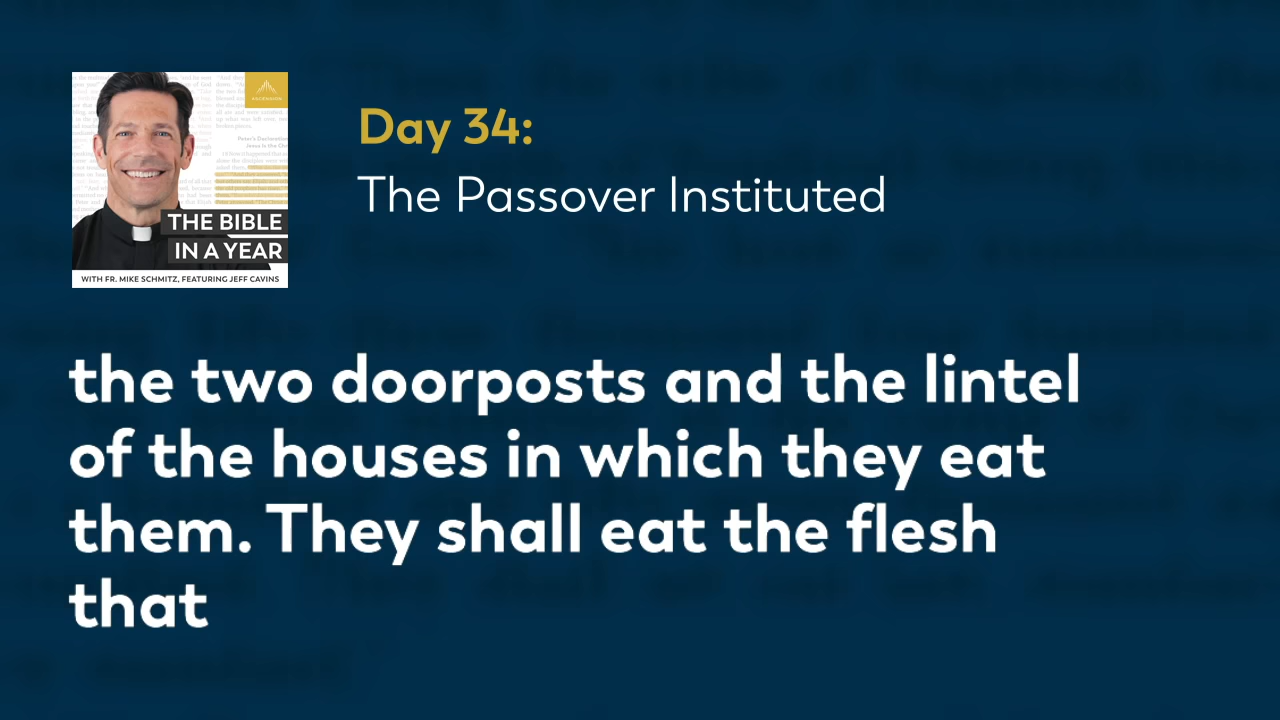 Day 34:
The Passover Instituted
THE BIBLE
IN A YEAR
WITH FR. MIKE SCHMITZ, FEATURING JEFF CAVINS
the two doorposts and the lintel
of the houses in which they eat
them. They shall eat the flesh
that